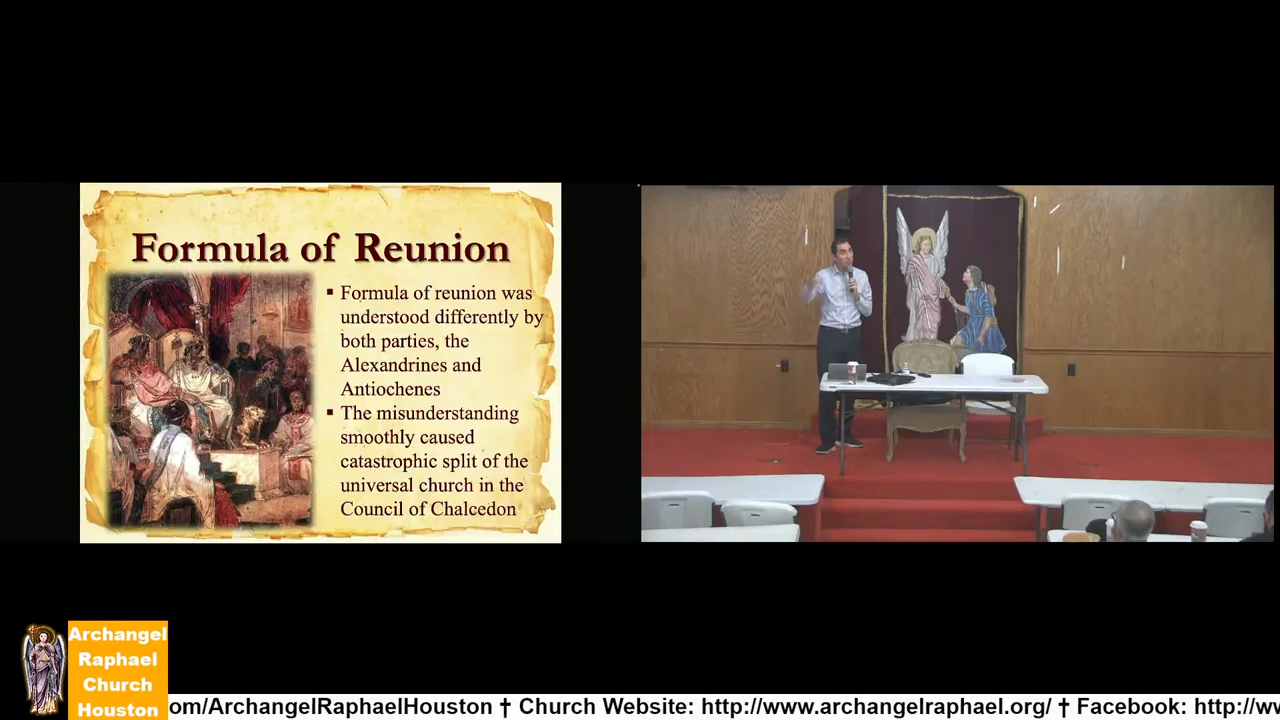 Formula of Reunion
▪ Formula of reunion was
understood differently by
both parties, the
Alexandrines and
Antiochenes
▪ The misunderstanding
smoothly caused
catastrophic split of the
universal church in the
Council of Chalcedon
Archangel
Raphael
Church
Houston
om/ArchangelRaphaelHouston † Church Website: http://www.archangelraphael.org/ † Facebook: http://ww